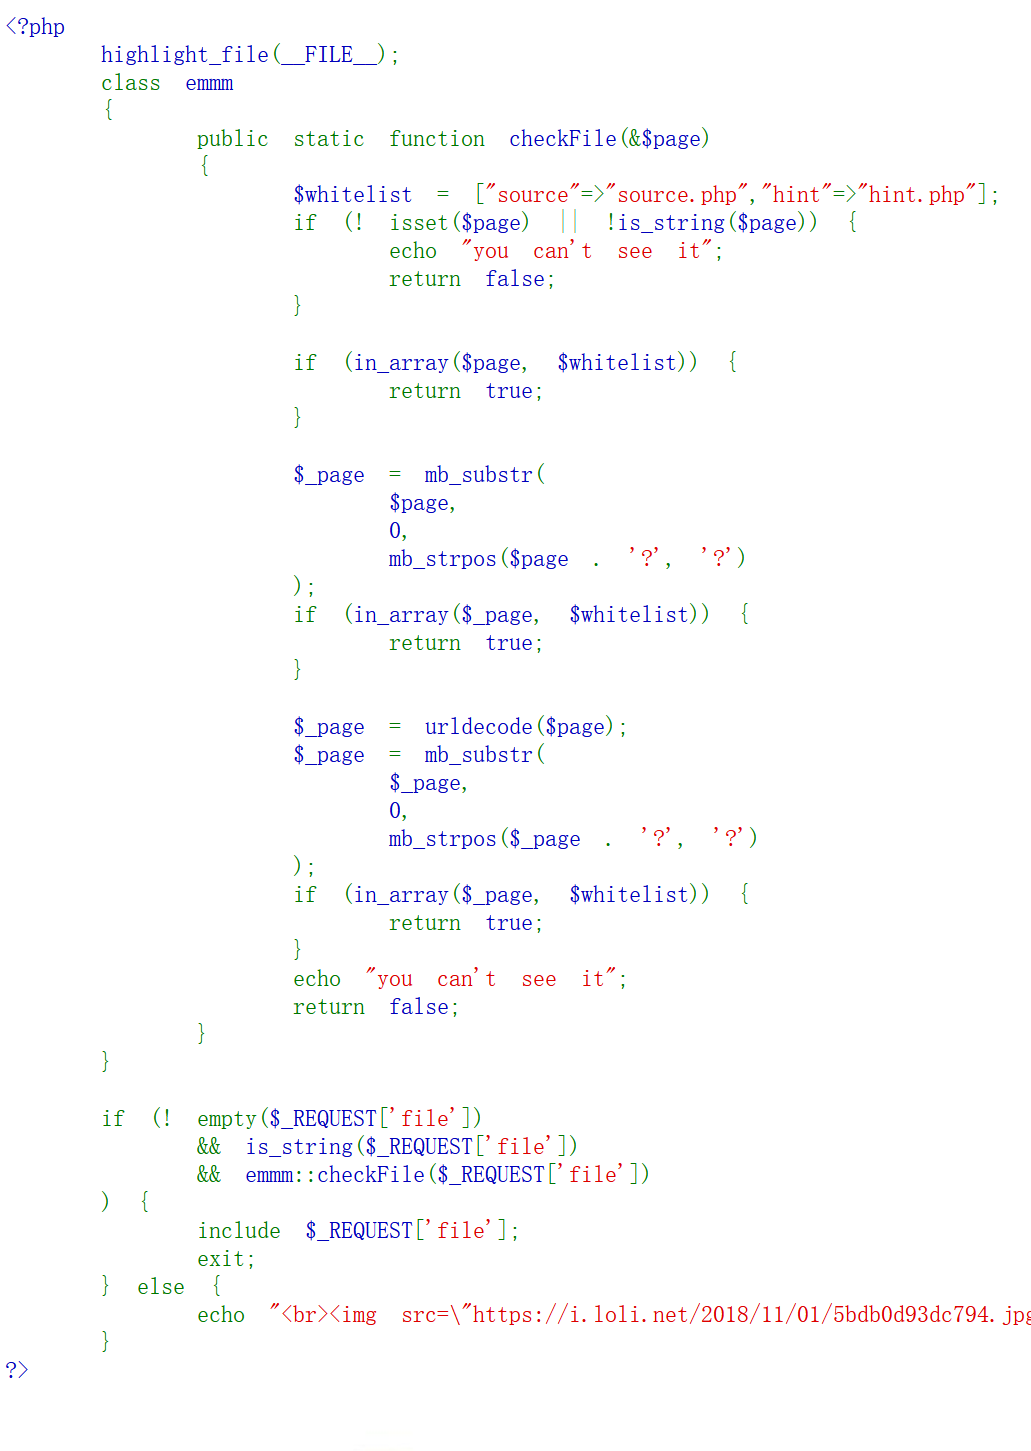 <?php
highlight_file(__FILE__);
class emmm
{
public static function checkFile(&$page)
{
$whitelist = ["source"=>"source.php","hint"=>"hint.php"];
if (! isset($page) || !is_string($page)) {
echo "you can't see it";
return false;
}
if (in_array($page, $whitelist)) {
return true;
}
$_page = mb_substr(
$page,
0,
mb_strpos($page . '?', '?')
);
if (in_array($_page, $whitelist)) {
return true;
}
$_page = urldecode($page);
$_page = mb_substr(
$_page,
0,
mb_strpos($_page . '?', '?')
);
if (in_array($_page, $whitelist)) {
return true;
}
echo "you can't see it";
return false;
}
}
if (! empty($_REQUEST['file'])
&& is_string($_REQUEST['file'])
&& emmm::checkFile($_REQUEST['file'])
) {
include $_REQUEST['file'];
exit;
} else {
echo "<br><img src=\"https://i.loli.net/2018/11/01/5bdb0d93dc794.jpg
}
?>